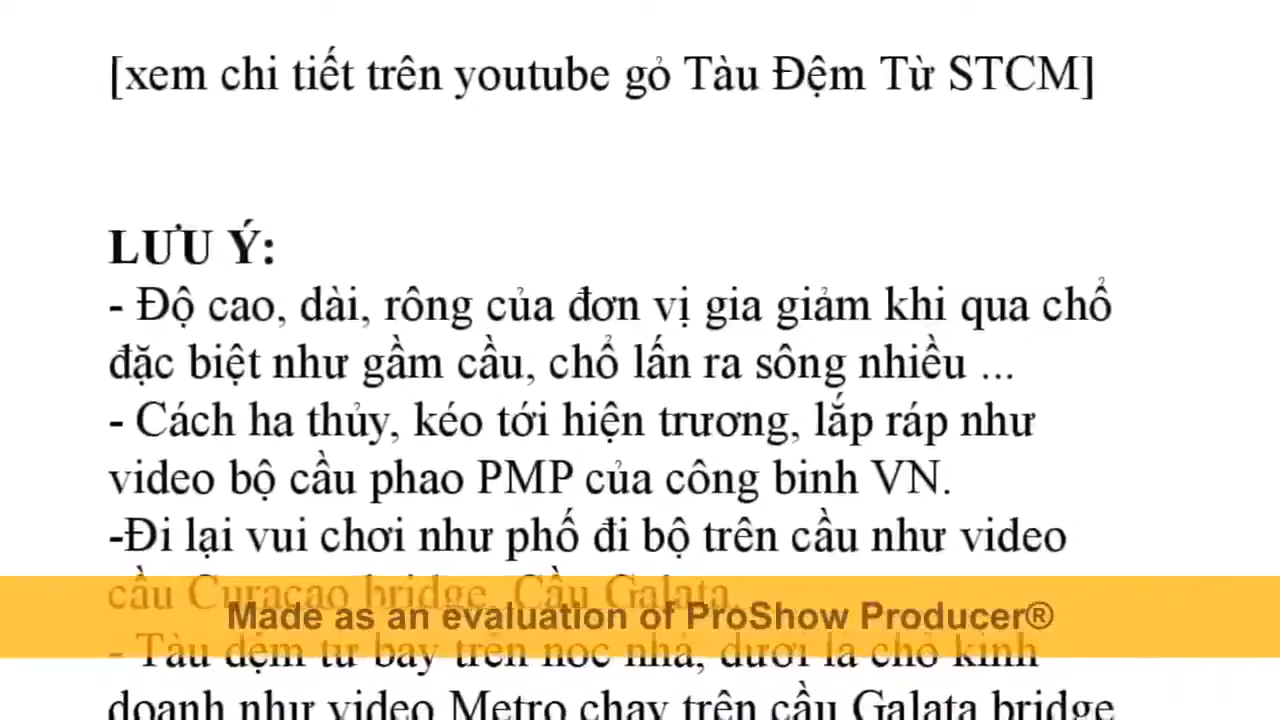 [xem chi tiết trên youtube gỏ Tàu Đệm Từ STCM]
LƯU Ý:
- Độ cao, dài, rông của đơn vị gia giảm khi qua chổ
đặc biệt như gầm cầu, chổ lấn ra sông nhiều ...
- Cách ha thủy, kéo tới hiện trương, lắp ráp như
video bộ cầu phao PMP của công binh VN.
-Đi lại vui chơi như phố đi bộ trên cầu như video
cầu Curacao bridge, Cầu Galata.
Made as an evaluation of ProShow Producer®
- Tàu đệm từ bay trên nóc nhà, dưới là chỗ kinh
doanh như video Metro chay trên cầu Galata bridge